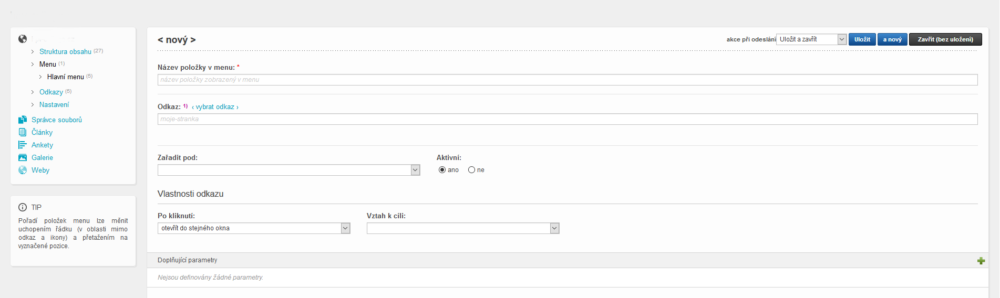 Struktura obsahu (27)
Menu (1)
Hlavní menu (5)
Odkazy (5)
Nastavení
Správce souborů
Články
Ankety
Galerie
Weby
TIP
Pořadí položek menu lze měnit
uchopením řádku (v oblasti mimo
odkaz a ikony) a přetažením na
vyznačené pozice.
< nový >
akce při odeslání Uložit a zavřít Uložit a nový Zavřít (bez uložení)
Název položky v menu: *
název položky zobrazený v menu
Odkaz: 1) ‹ vybrat odkaz ›
moje-stranka
Zařadit pod: Aktivní:
ano ne
Vlastnosti odkazu
Po kliknutí: Vztah k cíli:
otevřít do stejného okna
Doplňující parametry
Nejsou definovány žádné parametry.